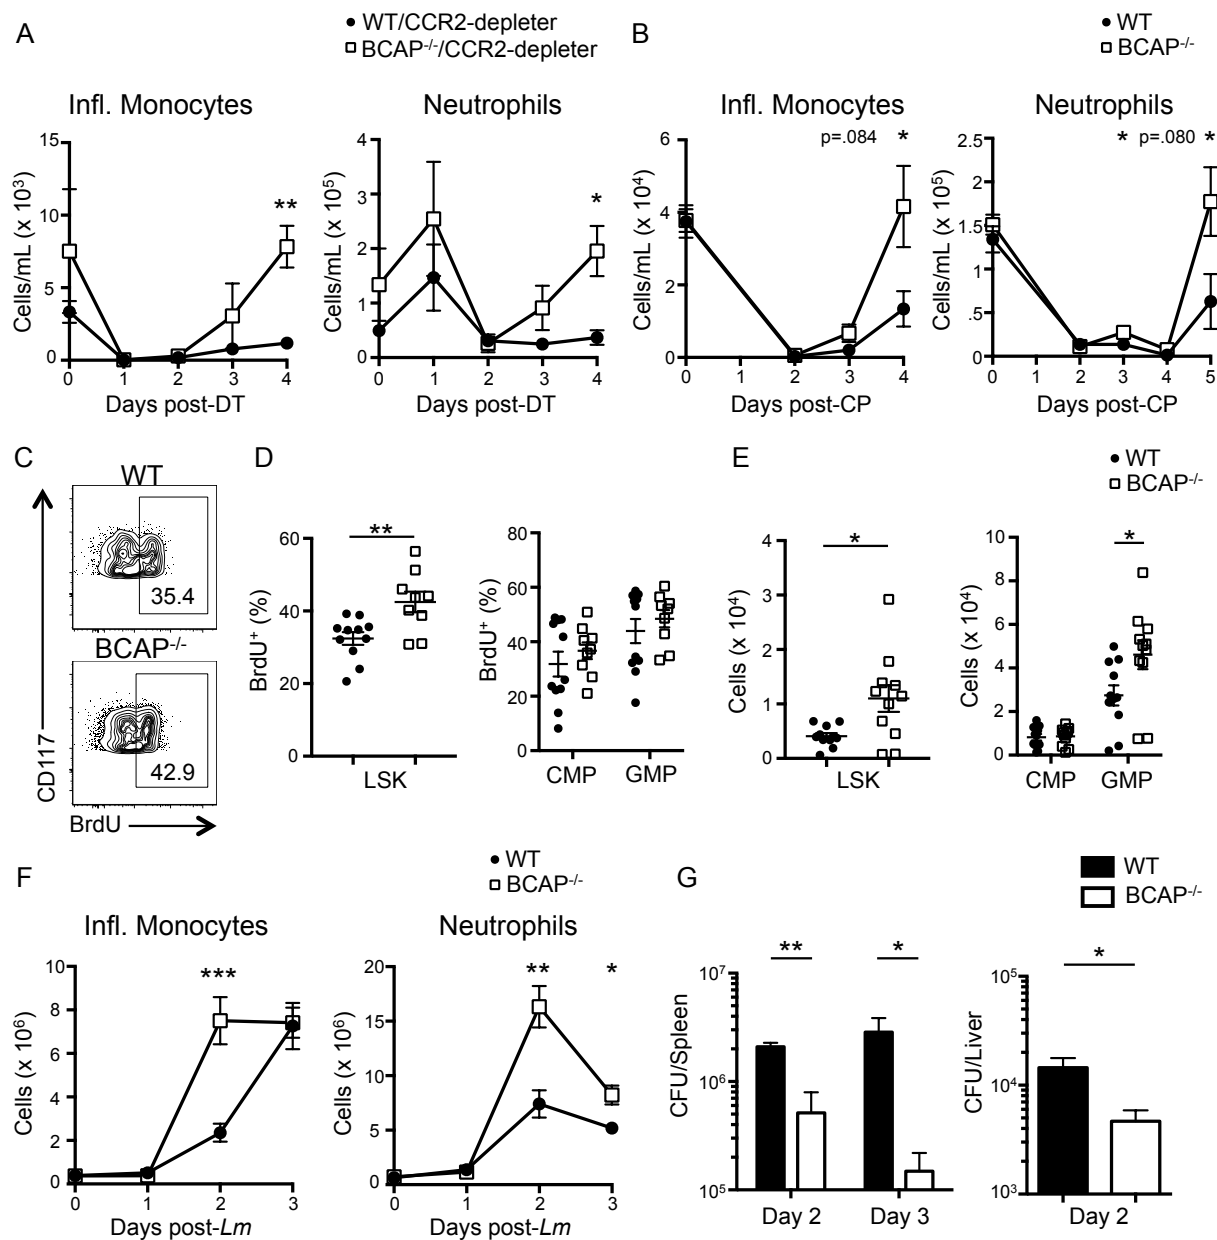 A
WT/CCR2-depleter
BCAP-/-/CCR2-depleter
Infl. Monocytes
Cells/mL (x 10³)
15
10
5
0
**
0 1 2 3 4
Days post-DT
Neutrophils
Cells/mL (x 10⁵)
4
3
2
1
0
*
0 1 2 3 4
Days post-DT
B
WT
BCAP-/-
Infl. Monocytes
Cells/mL (x 10⁴)
6
4
2
0
p=.084 *
0 1 2 3 4
Days post-CP
Neutrophils
Cells/mL (x 10⁵)
2.5
2
1.5
1
.5
0
* p=.080 *
0 1 2 3 4 5
Days post-CP
C
WT
35.4
BCAP-/-
42.9
CD117
BrdU
D
BrdU⁺ (%)
60
40
20
0
**
LSK
BrdU⁺ (%)
80
60
40
20
0
CMP GMP
E
WT
BCAP-/-
Cells (x 10⁴)
4
3
2
1
0
*
LSK
Cells (x 10⁴)
10
8
6
4
2
0
*
CMP GMP
F
WT
BCAP-/-
Infl. Monocytes
Cells (x 10⁶)
10
8
6
4
2
0
***
0 1 2 3
Days post-Lm
Neutrophils
Cells (x 10⁶)
20
15
10
5
0
** *
0 1 2 3
Days post-Lm
G
WT
BCAP-/-
CFU/Spleen
10⁷
10⁶
10⁵
** *
Day 2 Day 3
CFU/Liver
10⁵
10⁴
10³
*
Day 2